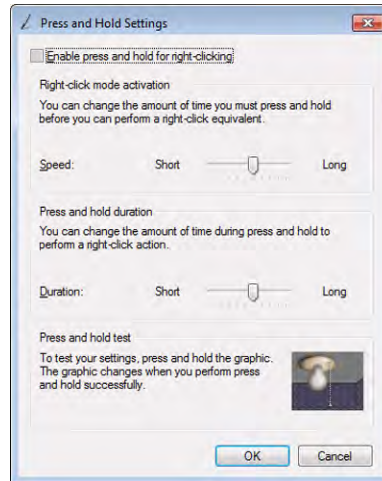 Press and Hold Settings
Enable press and hold for right-clicking
Right-click mode activation
You can change the amount of time you must press and hold
before you can perform a right-click equivalent.
Speed:
Short
Long
Press and hold duration
You can change the amount of time during press and hold to
perform a right-click action.
Duration:
Short
Long
Press and hold test
To test your settings, press and hold the graphic.
The graphic changes when you perform press
and hold successfully.
OK
Cancel